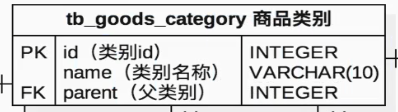 tb_goods_category 商品类别
PK id（类别id） INTEGER
name（类别名称） VARCHAR(10)
FK parent（父类别） INTEGER